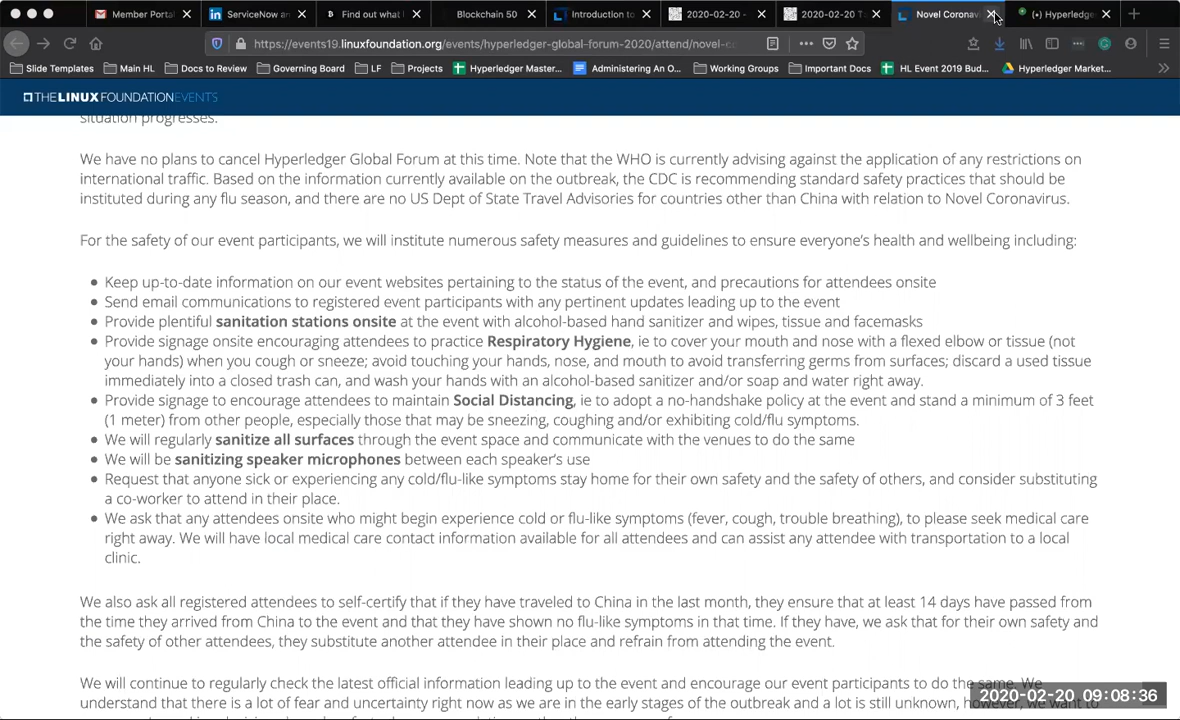 Member Portal
ServiceNow an
Find out what
Blockchain 50
Introduction to
2020-02-20 -
2020-02-20 T
Novel Coronav
(•) Hyperledge
https://events19.linuxfoundation.org/events/hyperledger-global-forum-2020/attend/novel-c
Slide Templates
Main HL
Docs to Review
Governing Board
LF
Projects
Hyperledger Master...
Administering An O...
Working Groups
Important Docs
HL Event 2019 Bud...
Hyperledger Market...
THELINUXFOUNDATIONEVENTS
situation progresses.
We have no plans to cancel Hyperledger Global Forum at this time. Note that the WHO is currently advising against the application of any restrictions on
international traffic. Based on the information currently available on the outbreak, the CDC is recommending standard safety practices that should be
instituted during any flu season, and there are no US Dept of State Travel Advisories for countries other than China with relation to Novel Coronavirus.
For the safety of our event participants, we will institute numerous safety measures and guidelines to ensure everyone's health and wellbeing including:
• Keep up-to-date information on our event websites pertaining to the status of the event, and precautions for attendees onsite
• Send email communications to registered event participants with any pertinent updates leading up to the event
• Provide plentiful sanitation stations onsite at the event with alcohol-based hand sanitizer and wipes, tissue and facemasks
• Provide signage onsite encouraging attendees to practice Respiratory Hygiene, ie to cover your mouth and nose with a flexed elbow or tissue (not
your hands) when you cough or sneeze; avoid touching your hands, nose, and mouth to avoid transferring germs from surfaces; discard a used tissue
immediately into a closed trash can, and wash your hands with an alcohol-based sanitizer and/or soap and water right away.
• Provide signage to encourage attendees to maintain Social Distancing, ie to adopt a no-handshake policy at the event and stand a minimum of 3 feet
(1 meter) from other people, especially those that may be sneezing, coughing and/or exhibiting cold/flu symptoms.
• We will regularly sanitize all surfaces through the event space and communicate with the venues to do the same
• We will be sanitizing speaker microphones between each speaker's use
• Request that anyone sick or experiencing any cold/flu-like symptoms stay home for their own safety and the safety of others, and consider substituting
a co-worker to attend in their place.
• We ask that any attendees onsite who might begin experience cold or flu-like symptoms (fever, cough, trouble breathing), to please seek medical care
right away. We will have local medical care contact information available for all attendees and can assist any attendee with transportation to a local
clinic.
We also ask all registered attendees to self-certify that if they have traveled to China in the last month, they ensure that at least 14 days have passed from
the time they arrived from China to the event and that they have shown no flu-like symptoms in that time. If they have, we ask that for their own safety and
the safety of other attendees, they substitute another attendee in their place and refrain from attending the event.
We will continue to regularly check the latest official information leading up to the event and encourage our event participants to do the same. We
understand that there is a lot of fear and uncertainty right now as we are in the early stages of the outbreak and a lot is still unknown, however, we want to
2020-02-20 09:08:36